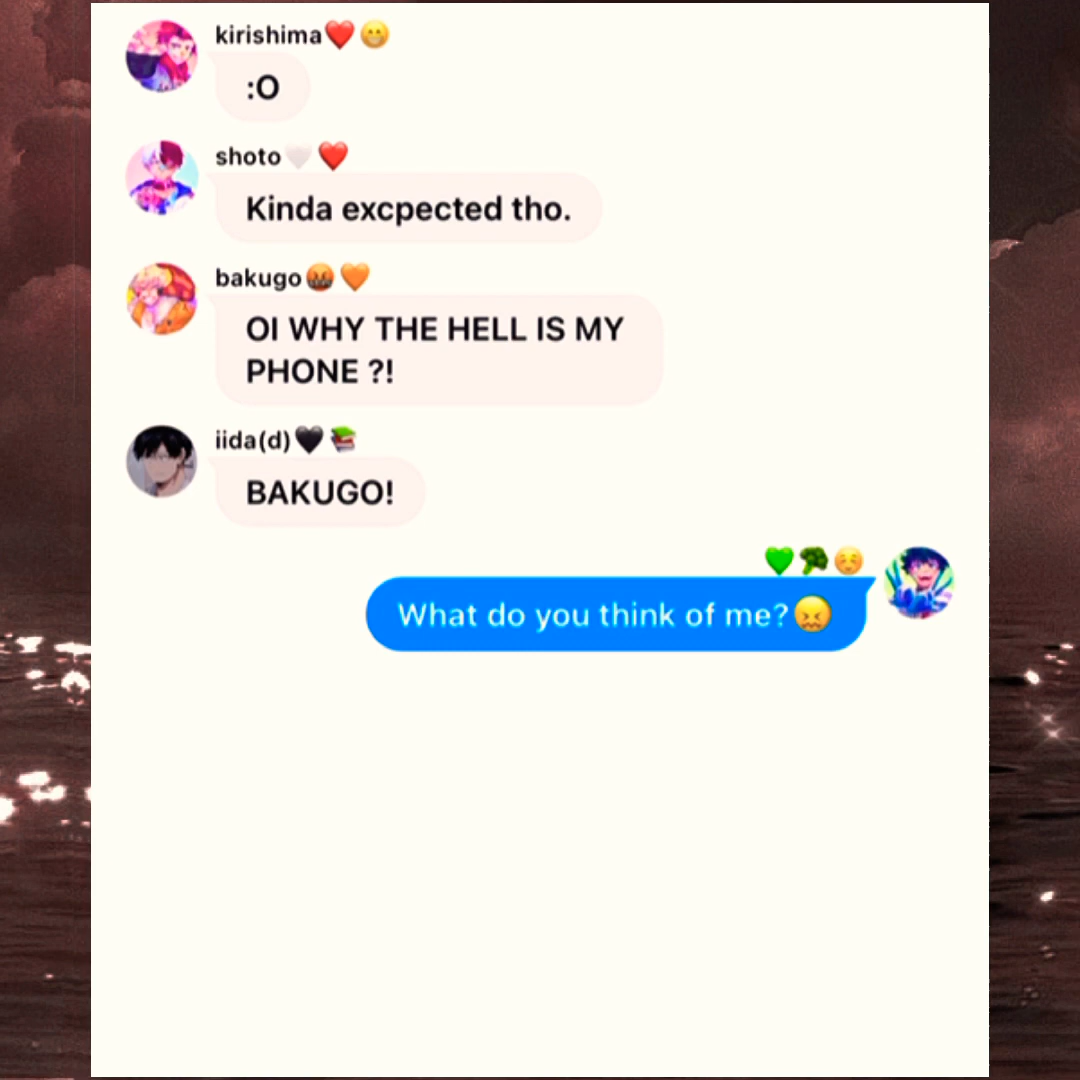 kirishima❤️😁
:O
shoto🤍❤️
Kinda excpected tho.
bakugo🤬🧡
OI WHY THE HELL IS MY
PHONE ?!
iida(d)🖤📚
BAKUGO!
💚🥦☺️
What do you think of me?😖